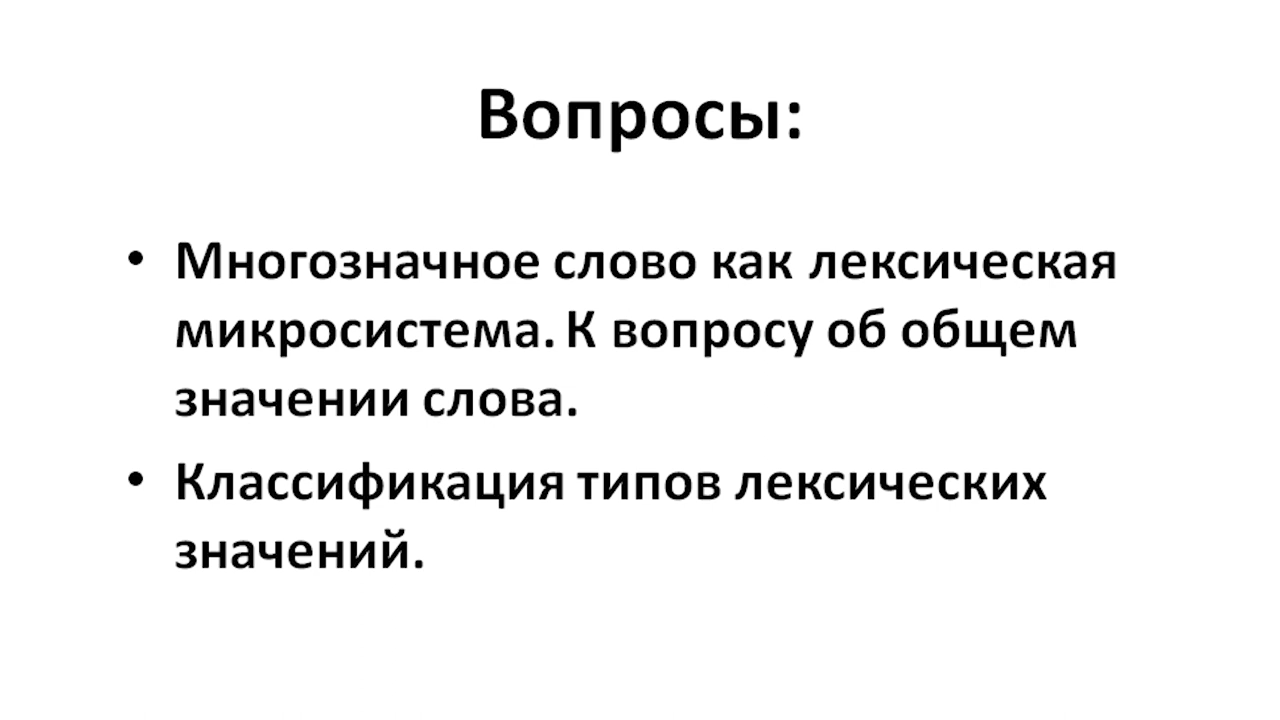 Вопросы:
• Многозначное слово как лексическая
микросистема. К вопросу об общем
значении слова.
• Классификация типов лексических
значений.